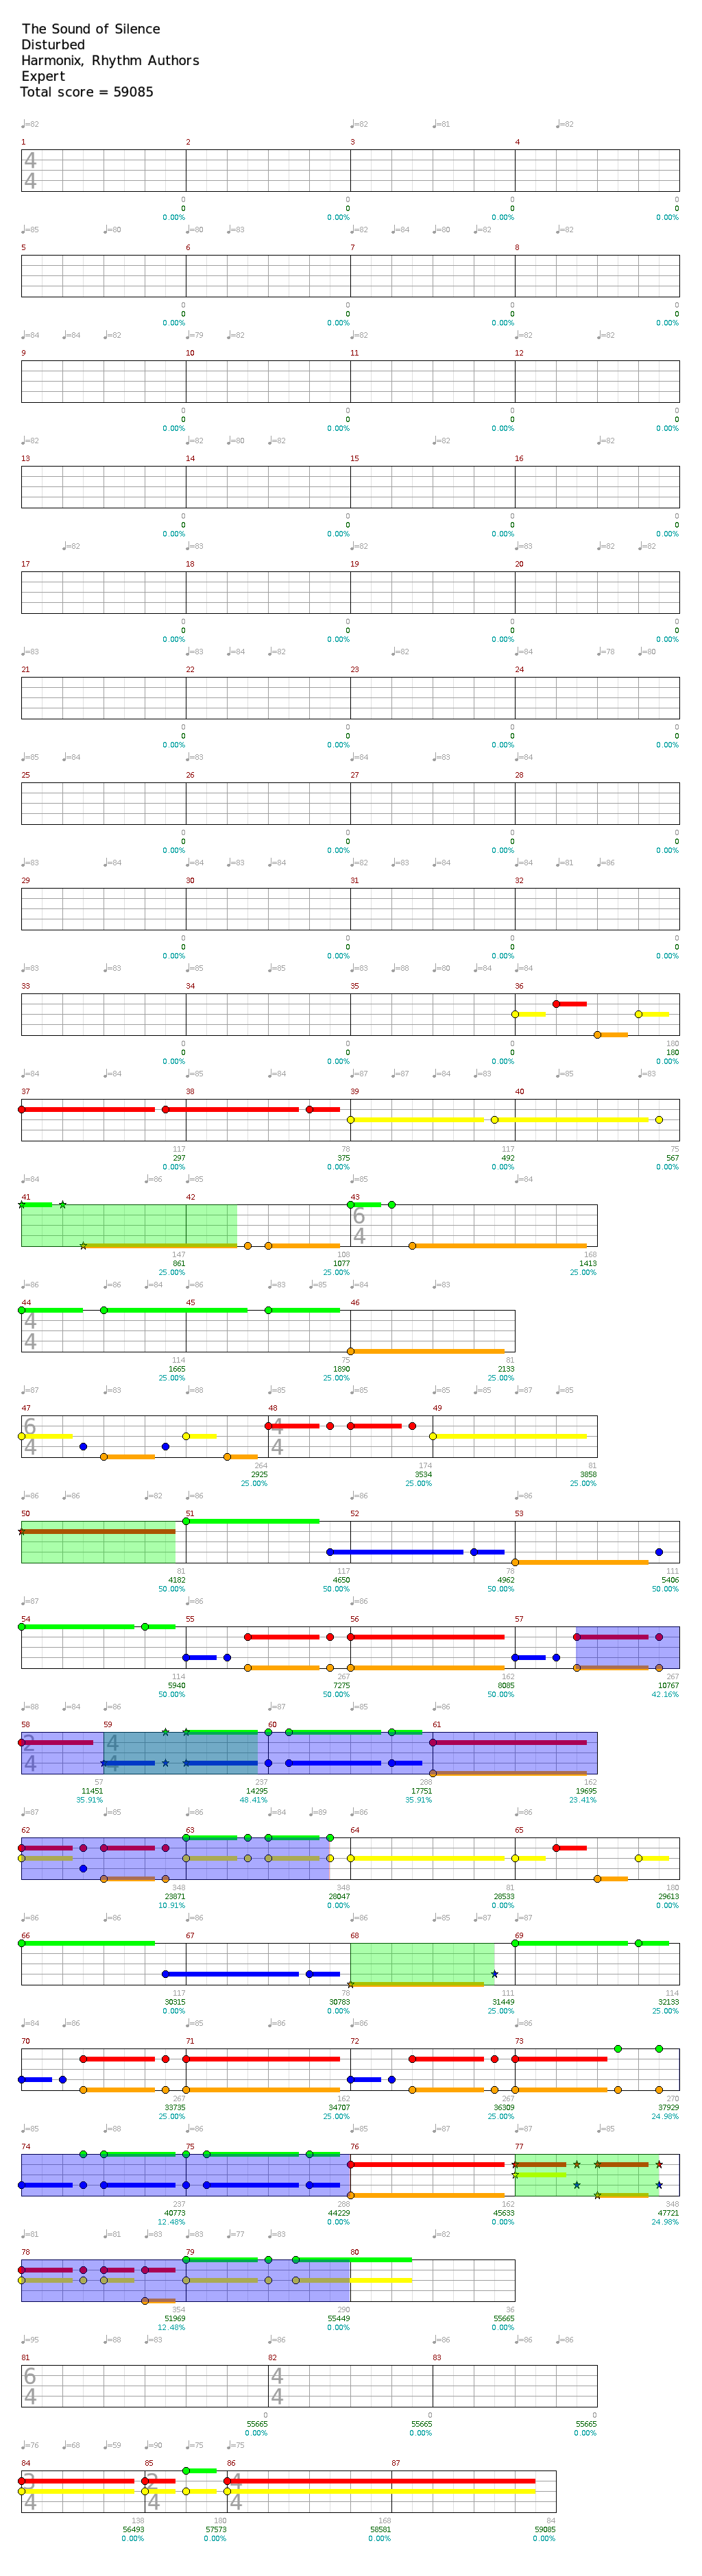 The Sound of Silence
Disturbed
Harmonix, Rhythm Authors
Expert
Total score = 59085
♩=82 ♩=82 ♩=81 ♩=82
1 2 3 4
4
4
0 0 0 0
0 0 0 0
0.00% 0.00% 0.00% 0.00%
♩=85 ♩=80 ♩=80 ♩=83 ♩=82 ♩=84 ♩=80 ♩=82 ♩=82
5 6 7 8
0 0 0 0
0 0 0 0
0.00% 0.00% 0.00% 0.00%
♩=84 ♩=84 ♩=82 ♩=79 ♩=82 ♩=82 ♩=82 ♩=82
9 10 11 12
0 0 0 0
0 0 0 0
0.00% 0.00% 0.00% 0.00%
♩=82 ♩=82 ♩=80 ♩=82 ♩=82 ♩=82
13 14 15 16
0 0 0 0
0 0 0 0
0.00% 0.00% 0.00% 0.00%
♩=82 ♩=83 ♩=82 ♩=83 ♩=82 ♩=82
17 18 19 20
0 0 0 0
0 0 0 0
0.00% 0.00% 0.00% 0.00%
♩=83 ♩=83 ♩=84 ♩=82 ♩=82 ♩=84 ♩=78 ♩=80
21 22 23 24
0 0 0 0
0 0 0 0
0.00% 0.00% 0.00% 0.00%
♩=85 ♩=84 ♩=83 ♩=84 ♩=83 ♩=84
25 26 27 28
0 0 0 0
0 0 0 0
0.00% 0.00% 0.00% 0.00%
♩=83 ♩=84 ♩=84 ♩=83 ♩=84 ♩=82 ♩=83 ♩=84 ♩=84 ♩=81 ♩=86
29 30 31 32
0 0 0 0
0 0 0 0
0.00% 0.00% 0.00% 0.00%
♩=83 ♩=83 ♩=85 ♩=85 ♩=83 ♩=88 ♩=80 ♩=84 ♩=84
33 34 35 36
0 0 0 180
0 0 0 180
0.00% 0.00% 0.00% 0.00%
♩=84 ♩=84 ♩=85 ♩=84 ♩=87 ♩=87 ♩=84 ♩=84 ♩=85 ♩=83
37 38 39 40
117 78 117 75
297 375 492 567
0.00% 0.00% 0.00% 0.00%
♩=84 ♩=86 ♩=85 ♩=85 ♩=84
41 42 43
6
4
147 108 168
861 1077 1413
25.00% 25.00% 25.00%
♩=86 ♩=86 ♩=84 ♩=86 ♩=83 ♩=85 ♩=84 ♩=83
44 45 46
4
4
114 75 81
1665 1890 2133
25.00% 25.00% 25.00%
♩=87 ♩=83 ♩=88 ♩=85 ♩=85 ♩=85 ♩=87 ♩=85
47 48 49
6 4
4 4
264 174 81
2925 3534 3858
25.00% 25.00% 25.00%
♩=86 ♩=86 ♩=82 ♩=86 ♩=86 ♩=86
50 51 52 53
81 117 78 111
4182 4650 4962 5406
50.00% 50.00% 50.00% 50.00%
♩=87 ♩=86 ♩=86
54 55 56 57
114 267 162 267
5940 7275 8085 10767
50.00% 50.00% 50.00% 42.16%
♩=88 ♩=84 ♩=86 ♩=87 ♩=85 ♩=86
58 59 60 61
2 4
4 4
57 237 288 162
11451 14295 17751 19695
35.91% 48.41% 35.91% 23.41%
♩=87 ♩=85 ♩=86 ♩=84 ♩=89 ♩=86
62 63 64 65
348 348 81 180
23871 28047 28533 29613
10.91% 0.00% 0.00% 0.00%
♩=86 ♩=86 ♩=86 ♩=86 ♩=85 ♩=87 ♩=87
66 67 68 69
117 78 111 114
30315 30783 31449 32133
0.00% 0.00% 25.00% 25.00%
♩=84 ♩=86 ♩=85 ♩=86 ♩=86 ♩=86
70 71 72 73
267 162 267 270
33735 34707 36309 37929
25.00% 25.00% 25.00% 24.98%
♩=85 ♩=88 ♩=86 ♩=85 ♩=87 ♩=87 ♩=85
74 75 76 77
237 288 162 348
40773 44229 45633 47721
12.48% 0.00% 0.00% 24.98%
♩=81 ♩=81 ♩=83 ♩=83 ♩=77 ♩=83 ♩=82
78 79 80
354 290 36
51969 55449 55665
12.48% 0.00% 0.00%
♩=95 ♩=88 ♩=83 ♩=86 ♩=86 ♩=86
81 82 83
6 4
4 4
0 0 0
55665 55665 55665
0.00% 0.00% 0.00%
♩=76 ♩=68 ♩=59 ♩=90 ♩=75 ♩=75
84 85 86 87
3 2 4
4 4 4
138 180 168 84
56493 57573 58581 59085
0.00% 0.00% 0.00% 0.00%